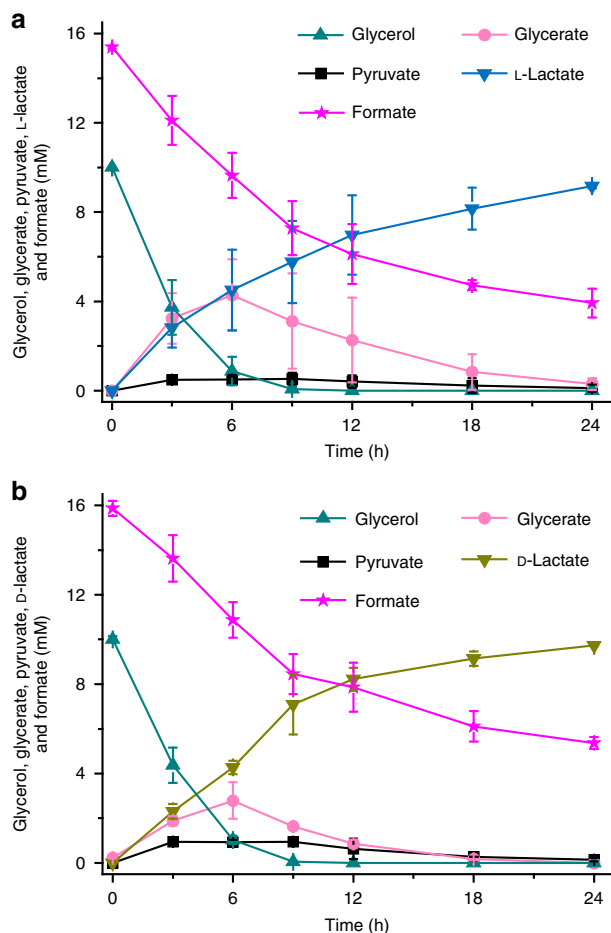 a
Glycerol, glycerate, pyruvate, L-lactate
and formate (mM)
16
12
8
4
0
Glycerol
Glycerate
Pyruvate
L-Lactate
Formate
0
6
12
18
24
Time (h)
b
Glycerol, glycerate, pyruvate, D-lactate
and formate (mM)
16
12
8
4
0
Glycerol
Glycerate
Pyruvate
D-Lactate
Formate
0
6
12
18
24
Time (h)